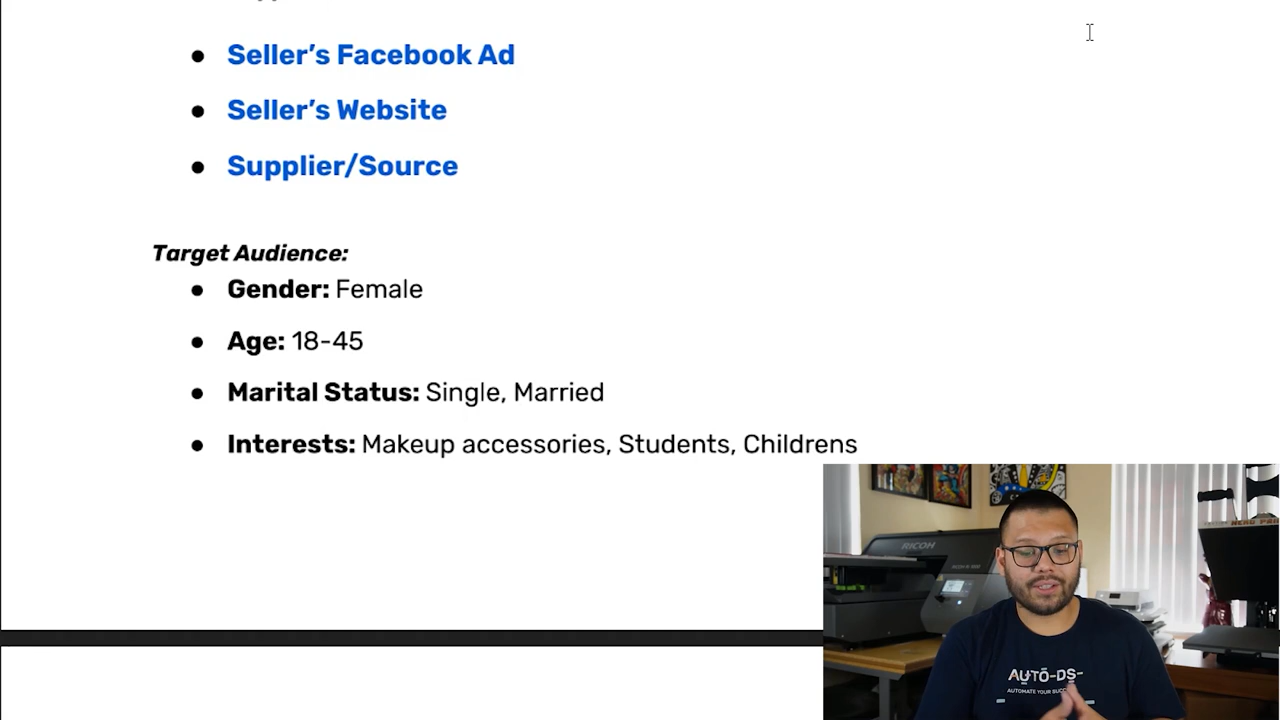 Seller's Facebook Ad
Seller's Website
Supplier/Source
Target Audience:
Gender: Female
Age: 18-45
Marital Status: Single, Married
Interests: Makeup accessories, Students, Childrens
RICOH
AUTO-DS-